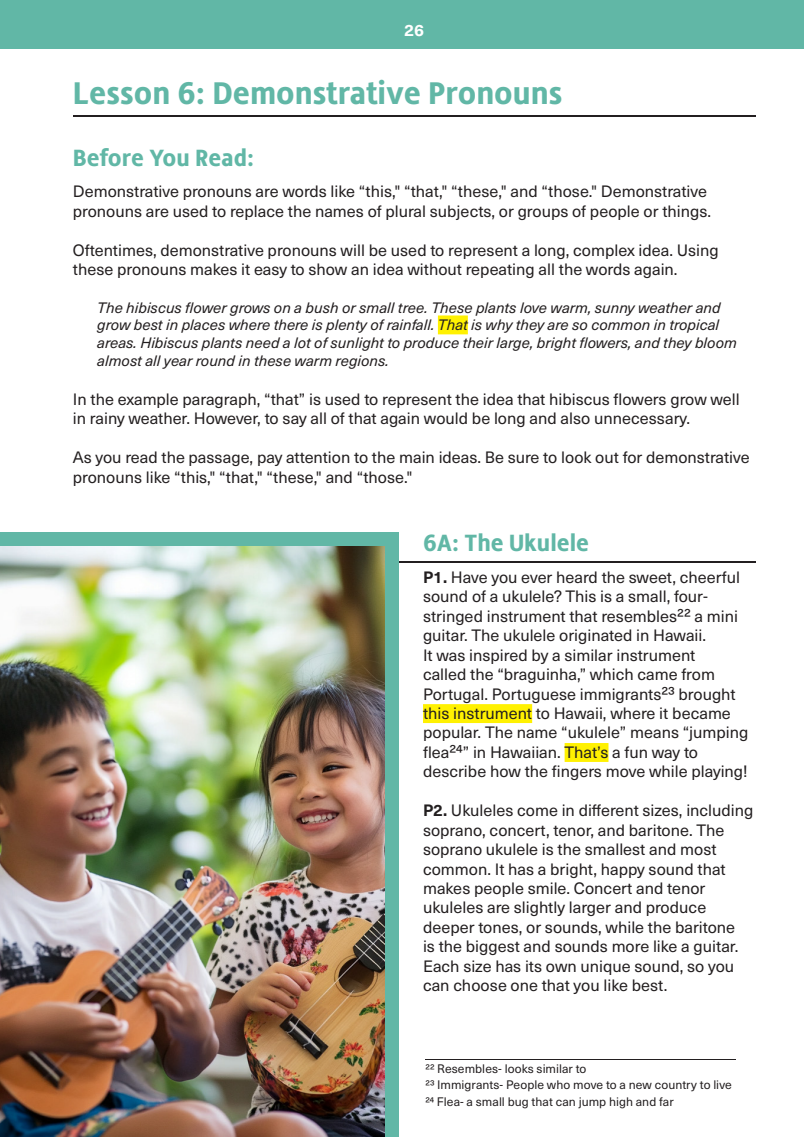 26
Lesson 6: Demonstrative Pronouns
Before You Read:
Demonstrative pronouns are words like “this," “that," “these," and “those." Demonstrative
pronouns are used to replace the names of plural subjects, or groups of people or things.
Oftentimes, demonstrative pronouns will be used to represent a long, complex idea. Using
these pronouns makes it easy to show an idea without repeating all the words again.
The hibiscus flower grows on a bush or small tree. These plants love warm, sunny weather and
grow best in places where there is plenty of rainfall. That is why they are so common in tropical
areas. Hibiscus plants need a lot of sunlight to produce their large, bright flowers, and they bloom
almost all year round in these warm regions.
In the example paragraph, “that” is used to represent the idea that hibiscus flowers grow well
in rainy weather. However, to say all of that again would be long and also unnecessary.
As you read the passage, pay attention to the main ideas. Be sure to look out for demonstrative
pronouns like “this," “that," “these," and “those."
6A: The Ukulele
P1. Have you ever heard the sweet, cheerful
sound of a ukulele? This is a small, four-
stringed instrument that resembles²² a mini
guitar. The ukulele originated in Hawaii.
It was inspired by a similar instrument
called the “braguinha,” which came from
Portugal. Portuguese immigrants²³ brought
this instrument to Hawaii, where it became
popular. The name “ukulele” means “jumping
flea²⁴” in Hawaiian. That’s a fun way to
describe how the fingers move while playing!
P2. Ukuleles come in different sizes, including
soprano, concert, tenor, and baritone. The
soprano ukulele is the smallest and most
common. It has a bright, happy sound that
makes people smile. Concert and tenor
ukuleles are slightly larger and produce
deeper tones, or sounds, while the baritone
is the biggest and sounds more like a guitar.
Each size has its own unique sound, so you
can choose one that you like best.
²² Resembles- looks similar to
²³ Immigrants- People who move to a new country to live
²⁴ Flea- a small bug that can jump high and far